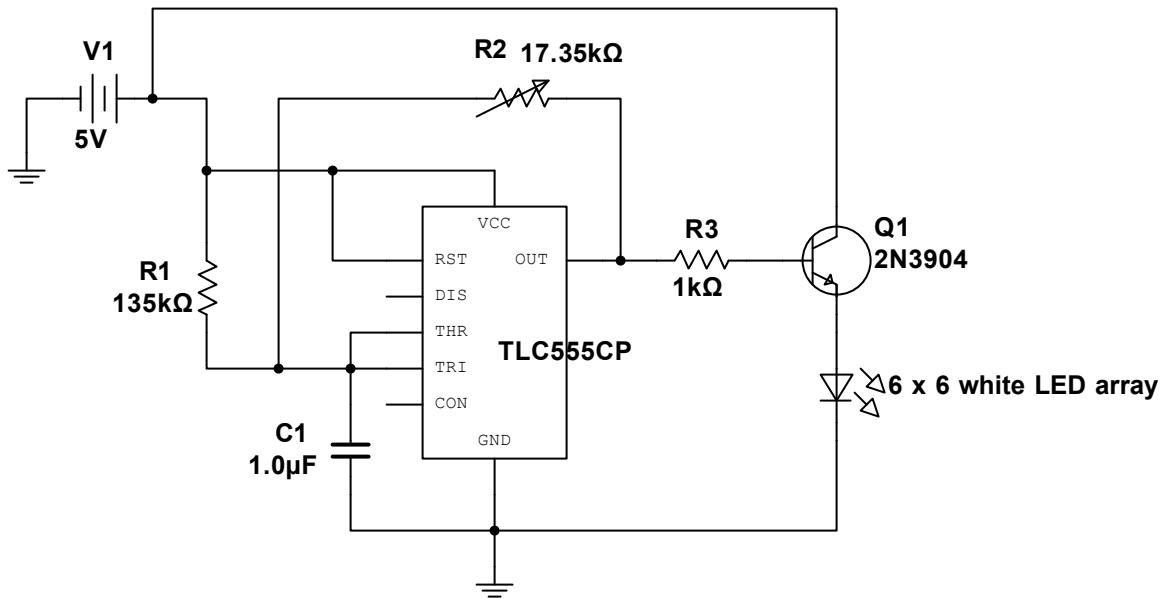 V1
5V
R2 17.35kΩ
R1
135kΩ
VCC
RST
OUT
DIS
THR
TRI
CON
GND
TLC555CP
C1
1.0µF
R3
1kΩ
Q1
2N3904
6 x 6 white LED array